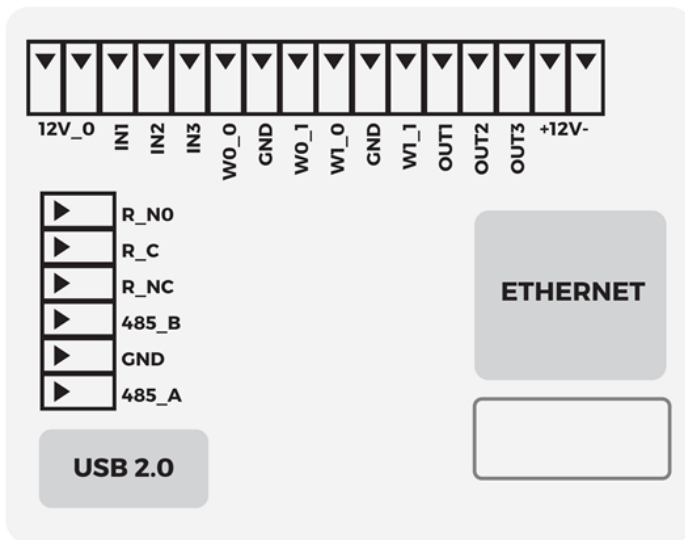 12V_0 IN1 IN2 IN3 W0_0 GND W0_1 W1_0 GND W1_1 OUT1 OUT2 OUT3 +12V-
R_N0
R_C
R_NC
485_B
GND
485_A
ETHERNET
USB 2.0